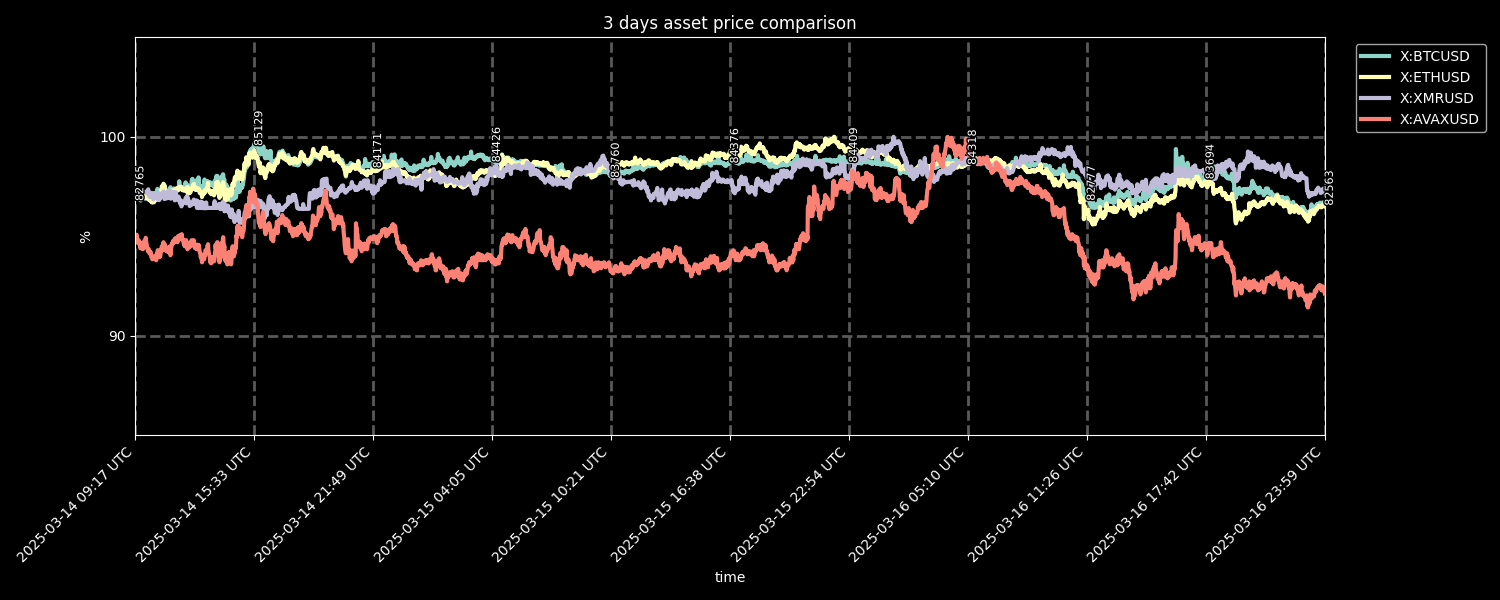 3 days asset price comparison
X:BTCUSD
X:ETHUSD
X:XMRUSD
X:AVAXUSD
100
90
%
82765
85129
84171
84426
83760
84376
84409
84318
82777
83694
82563
2025-03-14 09:17 UTC
2025-03-14 15:33 UTC
2025-03-14 21:49 UTC
2025-03-15 04:05 UTC
2025-03-15 10:21 UTC
2025-03-15 16:38 UTC
2025-03-15 22:54 UTC
2025-03-16 05:10 UTC
2025-03-16 11:26 UTC
2025-03-16 17:42 UTC
2025-03-16 23:59 UTC
time